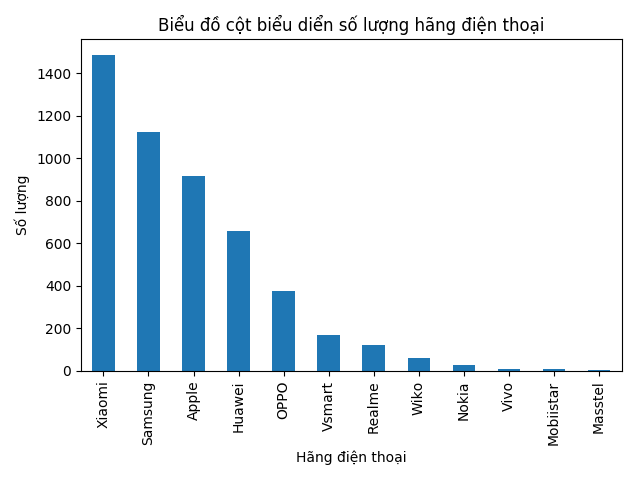 Biểu đồ cột biểu diển số lượng hãng điện thoại
1400
1200
1000
800
600
400
200
0
Số lượng
Xiaomi
Samsung
Apple
Huawei
OPPO
Vsmart
Realme
Wiko
Nokia
Vivo
Mobiistar
Masstel
Hãng điện thoại